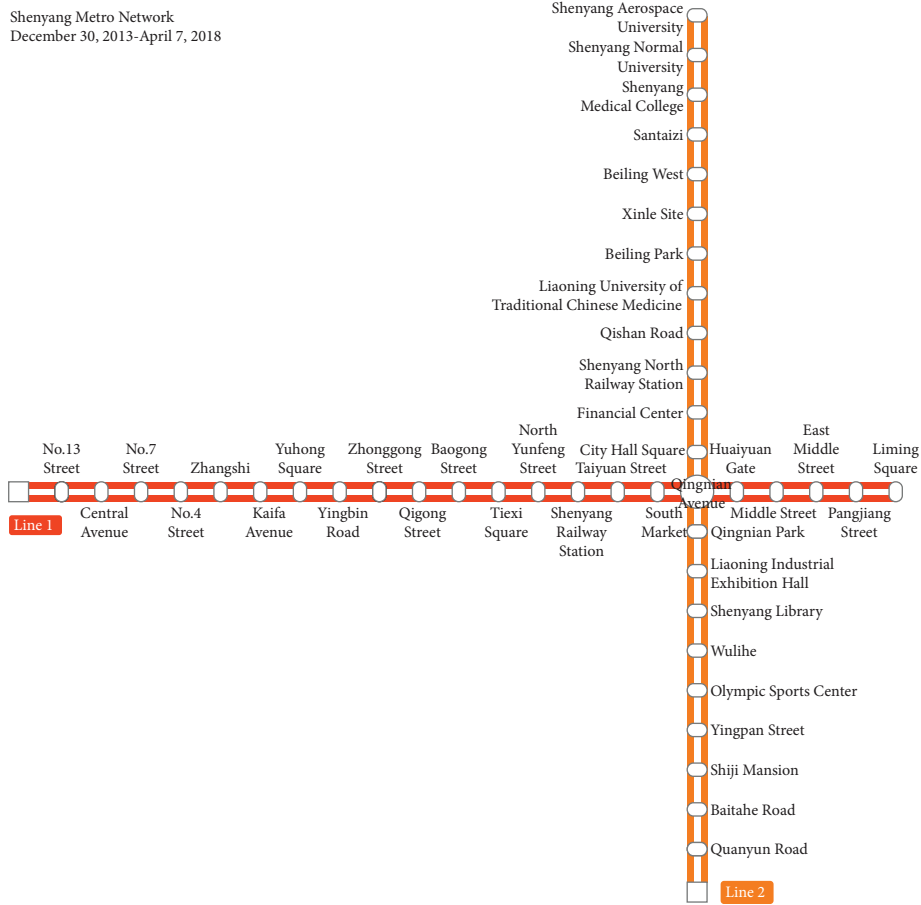 Shenyang Metro Network
December 30, 2013-April 7, 2018
Shenyang Aerospace
University
Shenyang Normal
University
Shenyang
Medical College
Santaizi
Beiling West
Xinle Site
Beiling Park
Liaoning University of
Traditional Chinese Medicine
Qishan Road
Shenyang North
Railway Station
Financial Center
City Hall Square
No.13
Street
Central
Avenue
No.7
Street
No.4
Street
Zhangshi
Kaifa
Avenue
Yuhong
Square
Yingbin
Road
Zhonggong
Street
Qigong
Street
Baogong
Street
Tiexi
Square
North
Yunfeng
Street
Shenyang
Railway
Station
Taiyuan Street
South
Market
Qingnian
Avenue
Huaiyuan
Gate
Middle Street
East
Middle
Street
Pangjiang
Street
Liming
Square
Line 1
Qingnian Park
Liaoning Industrial
Exhibition Hall
Shenyang Library
Wulihe
Olympic Sports Center
Yingpan Street
Shiji Mansion
Baitahe Road
Quanyun Road
Line 2